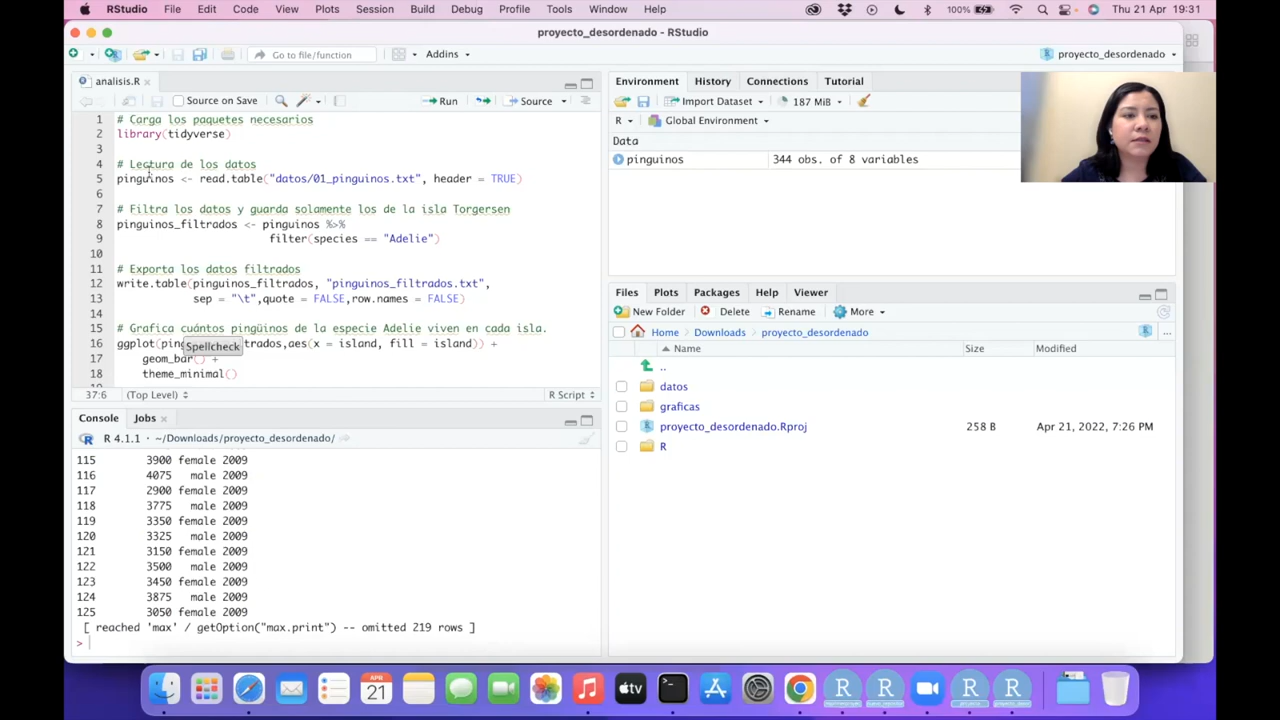 RStudio File Edit Code View Plots Session Build Debug Profile Tools Window Help 100% Thu 21 Apr 19:31
proyecto_desordenado - RStudio
Go to file/function Addins proyecto_desordenado
analisis.R
Source on Save Run Source
1 # Carga los paquetes necesarios
2 library(tidyverse)
3
4 # Lectura de los datos
5 pinguinos <- read.table("datos/01_pinguinos.txt", header = TRUE)
6
7 # Filtra los datos y guarda solamente los de la isla Torgersen
8 pinguinos_filtrados <- pinguinos %>%
9 filter(species == "Adelie")
10
11 # Exporta los datos filtrados
12 write.table(pinguinos_filtrados, "pinguinos_filtrados.txt",
13 sep = "\t",quote = FALSE,row.names = FALSE)
14
15 # Grafica cuántos pingüinos de la especie Adelie viven en cada isla.
16 ggplot(ping trados,aes(x = island, fill = island)) +
Spellcheck
17 geom_bar() +
18 theme_minimal()
37:6 (Top Level) R Script
Console Jobs
R 4.1.1 · ~/Downloads/proyecto_desordenado/
115 3900 female 2009
116 4075 male 2009
117 2900 female 2009
118 3775 male 2009
119 3350 female 2009
120 3325 male 2009
121 3150 female 2009
122 3500 male 2009
123 3450 female 2009
124 3875 male 2009
125 3050 female 2009
[ reached 'max' / getOption("max.print") -- omitted 219 rows ]
>
Environment History Connections Tutorial
Import Dataset 187 MiB
R Global Environment
Data
pinguinos 344 obs. of 8 variables
Files Plots Packages Help Viewer
New Folder Delete Rename More
Home Downloads proyecto_desordenado
Name Size Modified
..
datos
graficas
proyecto_desordenado.Rproj 258 B Apr 21, 2022, 7:26 PM
R
APR
21
tv
R R R R